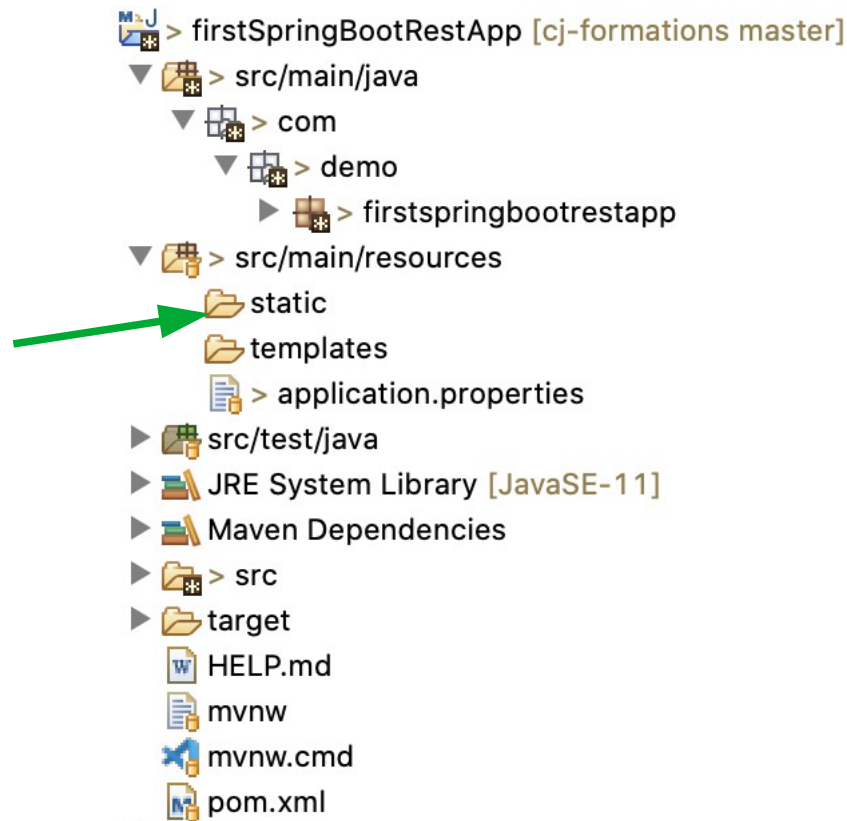 > firstSpringBootRestApp [cj-formations master]
> src/main/java
> com
> demo
> firstspringbootrestapp
> src/main/resources
static
templates
> application.properties
src/test/java
JRE System Library [JavaSE-11]
Maven Dependencies
> src
target
HELP.md
mvnw
mvnw.cmd
pom.xml